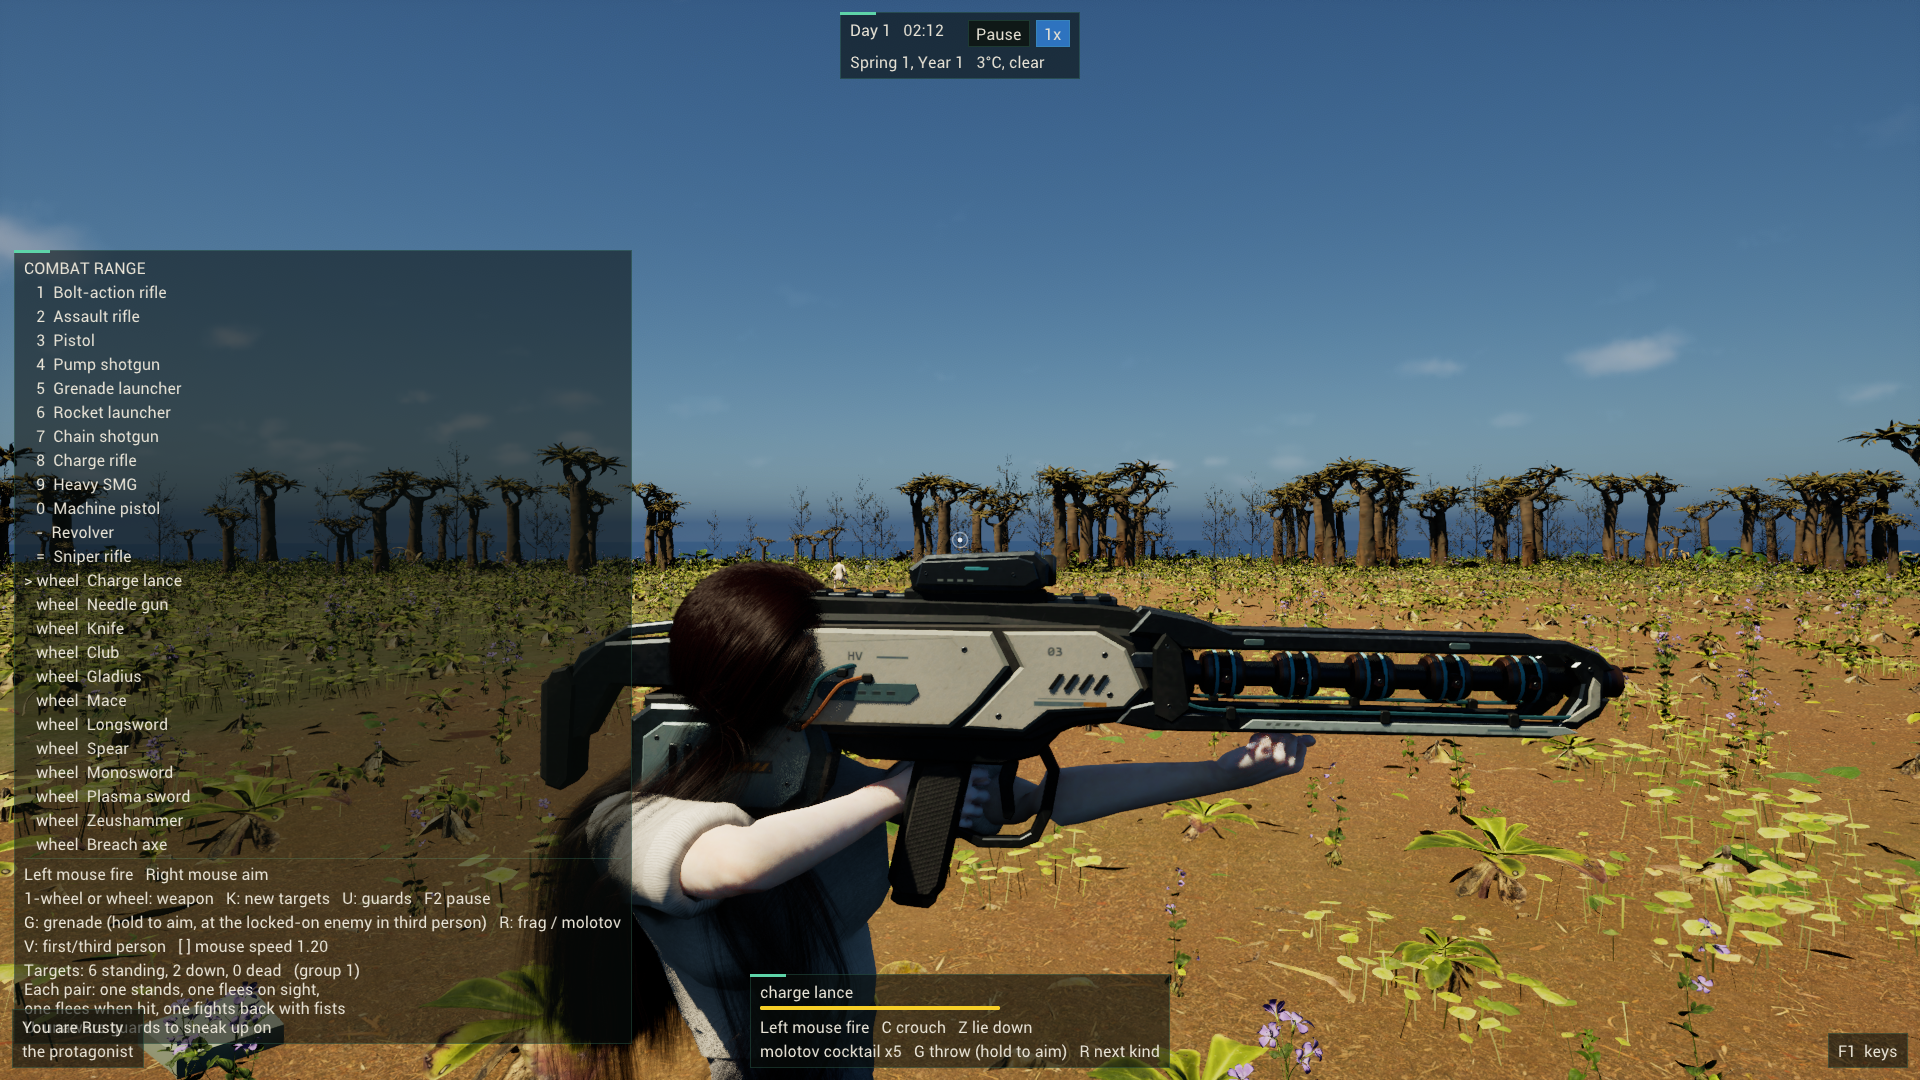 Day 1 02:12 Pause 1x
Spring 1, Year 1 3°C, clear
COMBAT RANGE
1 Bolt-action rifle
2 Assault rifle
3 Pistol
4 Pump shotgun
5 Grenade launcher
6 Rocket launcher
7 Chain shotgun
8 Charge rifle
9 Heavy SMG
0 Machine pistol
- Revolver
= Sniper rifle
> wheel Charge lance
wheel Needle gun
wheel Knife
wheel Club
wheel Gladius
wheel Mace
wheel Longsword
wheel Spear
wheel Monosword
wheel Plasma sword
wheel Zeushammer
wheel Breach axe
Left mouse fire Right mouse aim
1-wheel or wheel: weapon K: new targets U: guards F2 pause
G: grenade (hold to aim, at the locked-on enemy in third person) R: frag / molotov
V: first/third person [ ] mouse speed 1.20
Targets: 6 standing, 2 down, 0 dead (group 1)
Each pair: one stands, one flees on sight,
one flees when hit, one fights back with fists
ds to sneak up on
You are Rusty
the protagonist
HV
03
charge lance
Left mouse fire C crouch Z lie down
molotov cocktail x5 G throw (hold to aim) R next kind
F1 keys